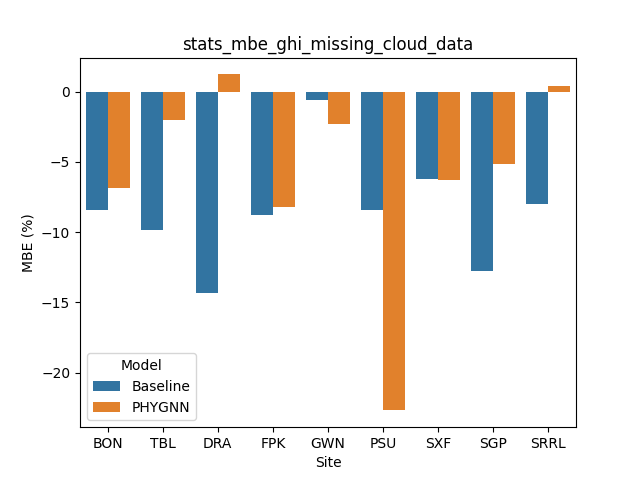 stats_mbe_ghi_missing_cloud_data
MBE (%)
0
−5
−10
−15
−20
Model
Baseline
PHYGNN
BON TBL DRA FPK GWN PSU SXF SGP SRRL
Site